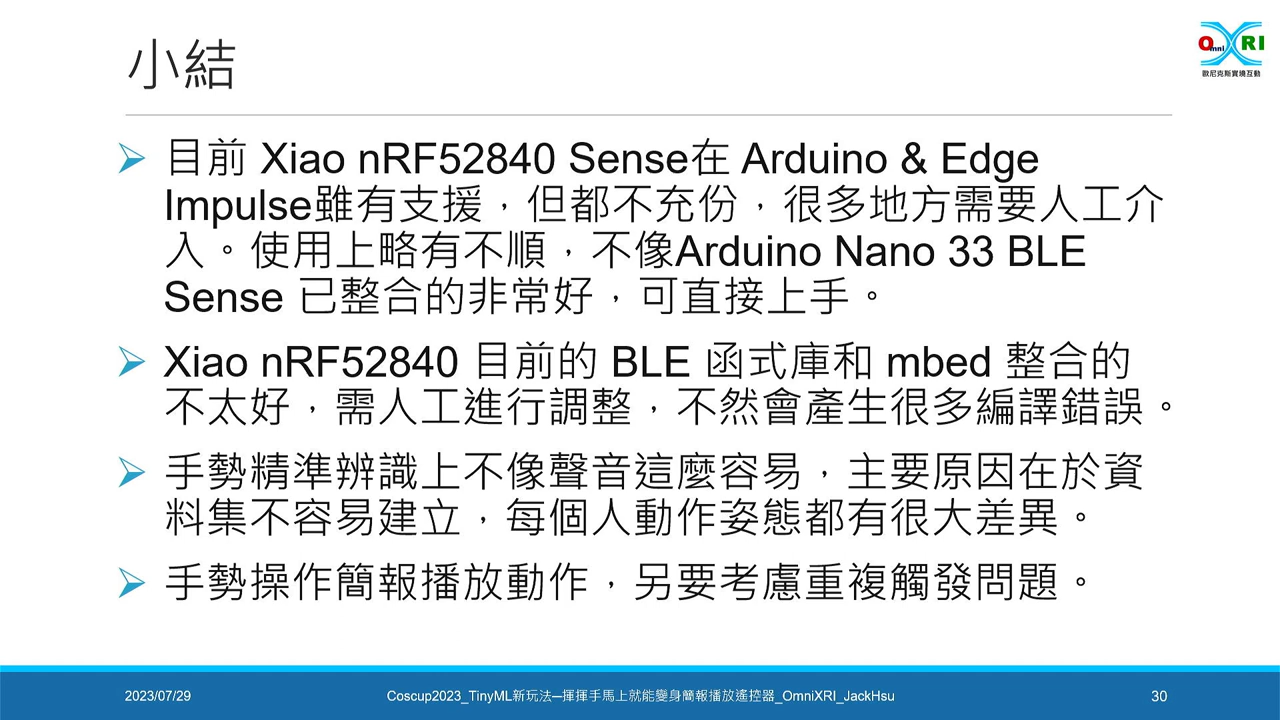 小結
Omni XRI
歐尼克斯實境互動
目前 Xiao nRF52840 Sense在 Arduino & Edge
Impulse雖有支援，但都不充份，很多地方需要人工介
入。使用上略有不順，不像Arduino Nano 33 BLE
Sense 已整合的非常好，可直接上手。
Xiao nRF52840 目前的 BLE 函式庫和 mbed 整合的
不太好，需人工進行調整，不然會產生很多編譯錯誤。
手勢精準辨識上不像聲音這麼容易，主要原因在於資
料集不容易建立，每個人動作姿態都有很大差異。
手勢操作簡報播放動作，另要考慮重複觸發問題。
2023/07/29
Coscup2023_TinyML新玩法─揮揮手馬上就能變身簡報播放遙控器_OmniXRI_JackHsu
30